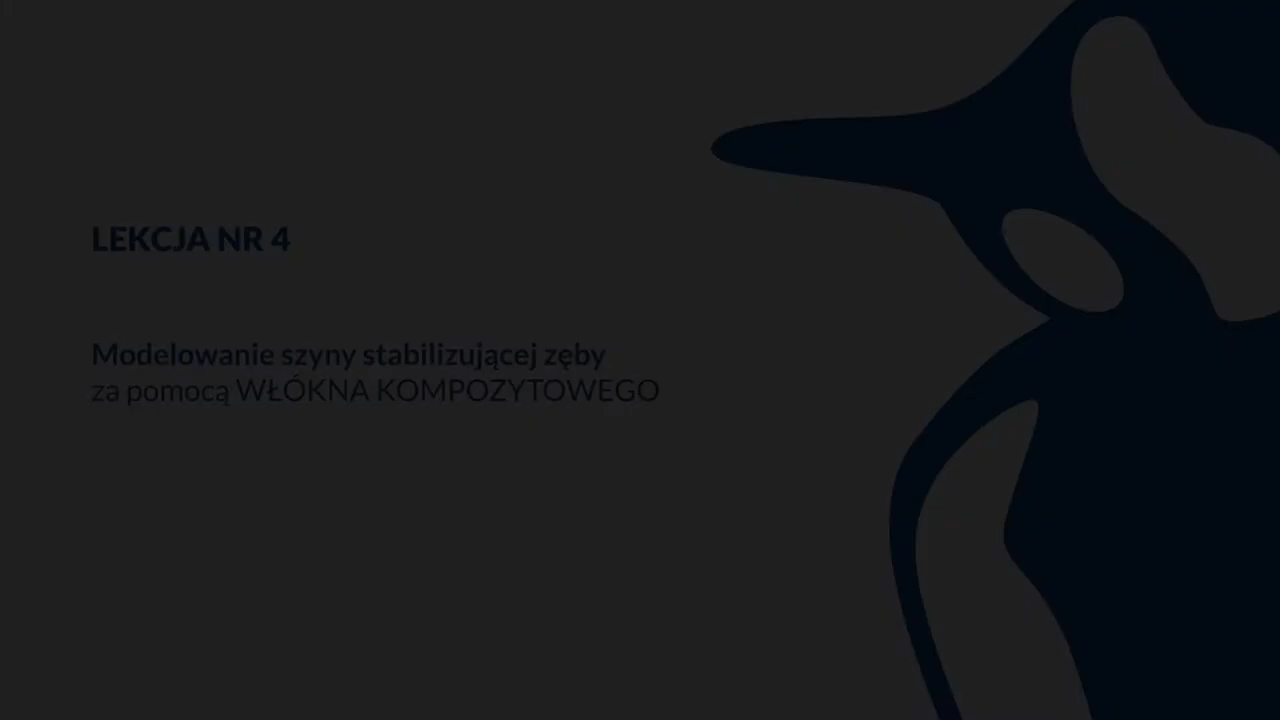 LEKCJA NR 4
Modelowanie szyny stabilizującej zęby
za pomocą WŁÓKNA KOMPOZYTOWEGO